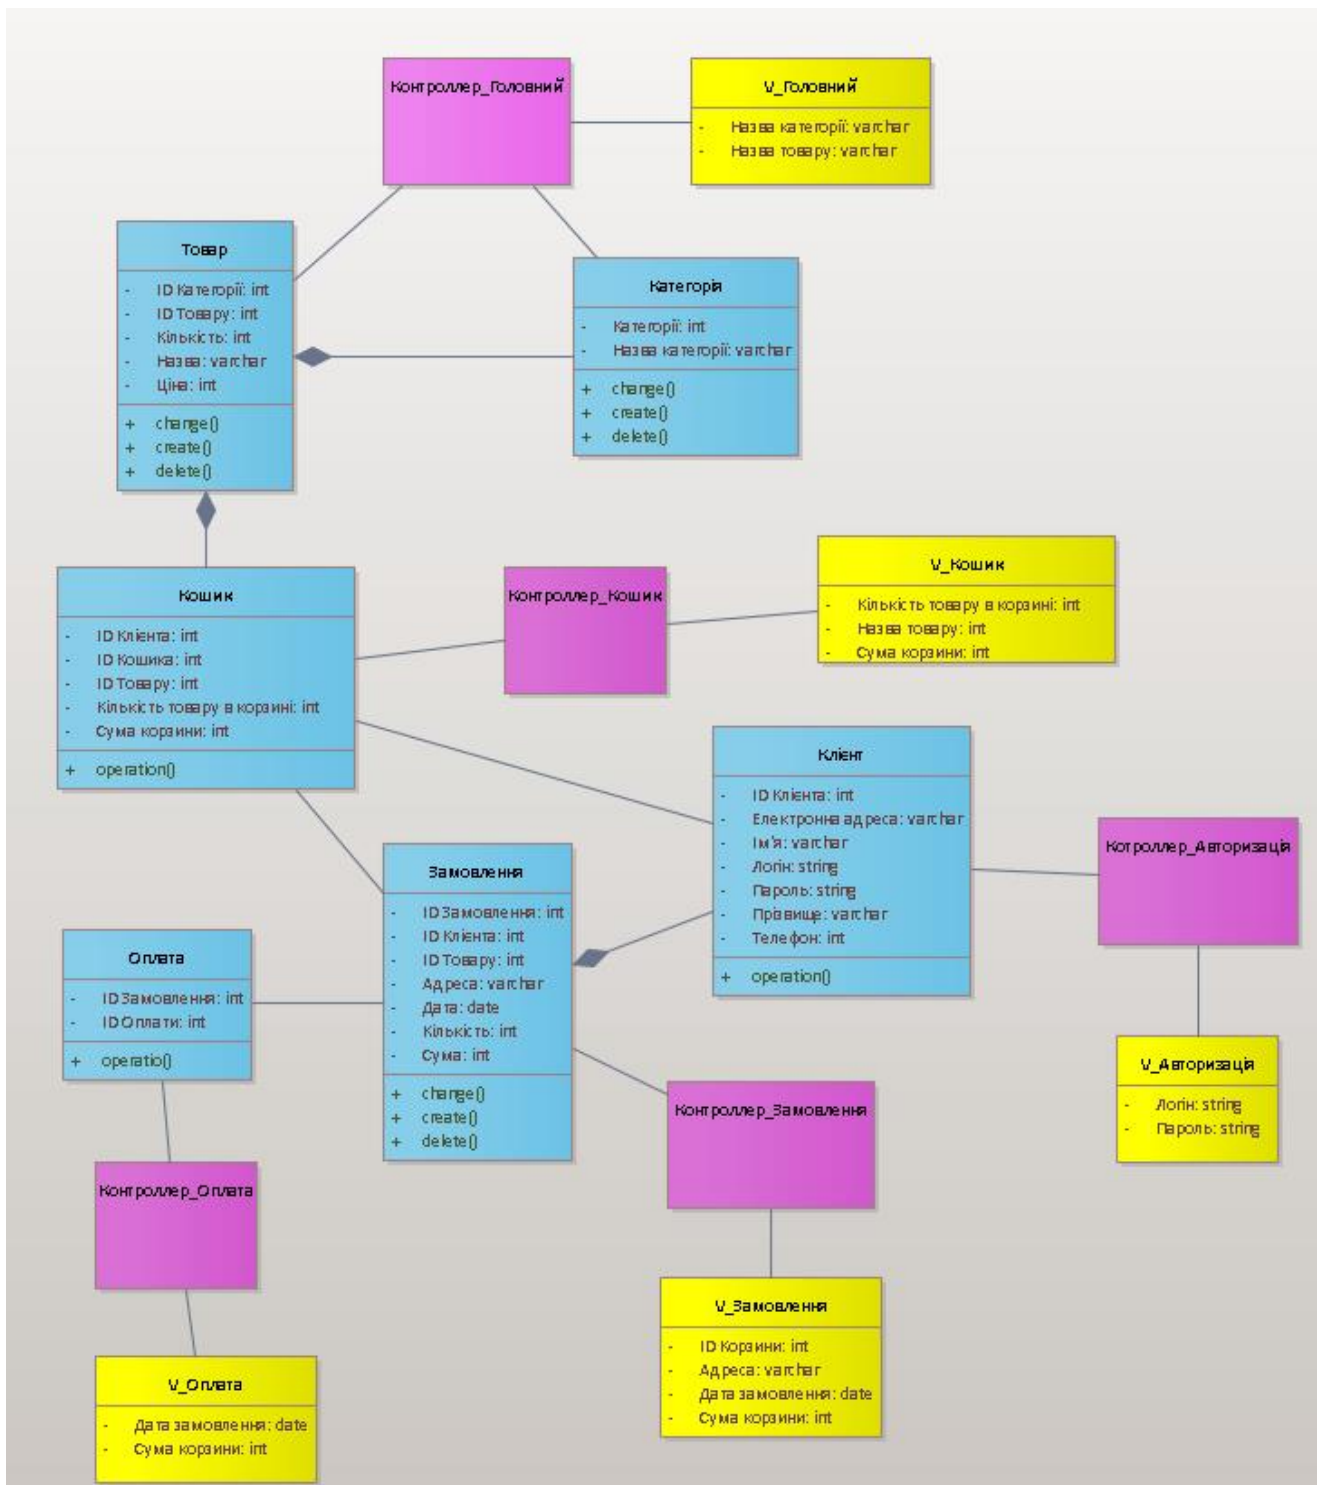 Контроллер_Головний
V_Головний
- Назва категорії: varchar
- Назва товару: varchar
Товар
- ID Категорії: int
- ID Товару: int
- Кількість: int
- Назва: varchar
- Ціна: int
+ change()
+ create()
+ delete()
Категорія
- Категорії: int
- Назва категорії: varchar
+ change()
+ create()
+ delete()
Кошик
- ID Клієнта: int
- ID Кошика: int
- ID Товару: int
- Кількість товару в корзині: int
- Сума корзини: int
+ operation()
Контроллер_Кошик
V_Кошик
- Кількість товару в корзині: int
- Назва товару: int
- Сума корзини: int
Клієнт
- ID Клієнта: int
- Електронна адреса: varchar
- Ім'я: varchar
- Логін: string
- Пароль: string
- Прізвище: varchar
- Телефон: int
+ operation()
Котроллер_Авторизація
V_Авторизація
- Логін: string
- Пароль: string
Замовлення
- ID Замовлення: int
- ID Клієнта: int
- ID Товару: int
- Адреса: varchar
- Дата: date
- Кількість: int
- Сума: int
+ change()
+ create()
+ delete()
Оплата
- ID Замовлення: int
- ID Оплати: int
+ operatio()
Контроллер_Замовлення
Контроллер_Оплата
V_Замовлення
- ID Корзини: int
- Адреса: varchar
- Дата замовлення: date
- Сума корзини: int
V_Оплата
- Дата замовлення: date
- Сума корзини: int